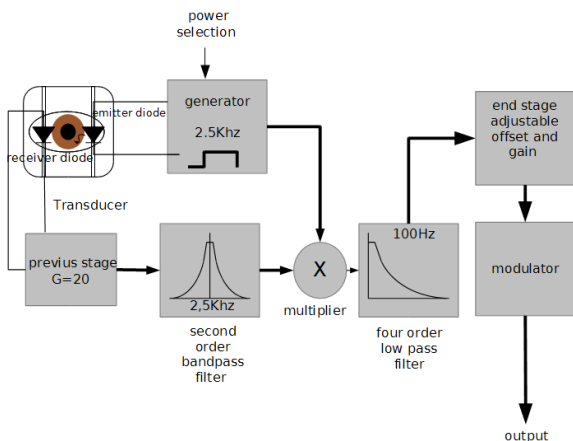 power
selection
generator
2.5Khz
emitter diode
receiver diode
Transducer
end stage
adjustable
offset and
gain
previus stage
G=20
2,5Khz
second
order
bandpass
filter
X
multiplier
100Hz
four order
low pass
filter
modulator
output